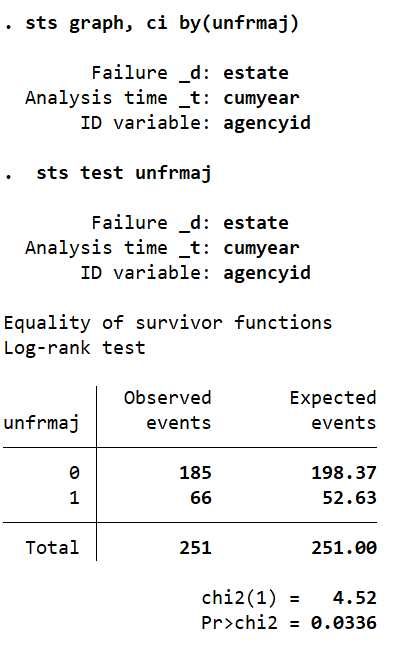 . sts graph, ci by(unfrmaj)
Failure _d: estate
Analysis time _t: cumyear
ID variable: agencyid
. sts test unfrmaj
Failure _d: estate
Analysis time _t: cumyear
ID variable: agencyid
Equality of survivor functions
Log-rank test
Observed Expected
unfrmaj events events
0 185 198.37
1 66 52.63
Total 251 251.00
chi2(1) = 4.52
Pr>chi2 = 0.0336